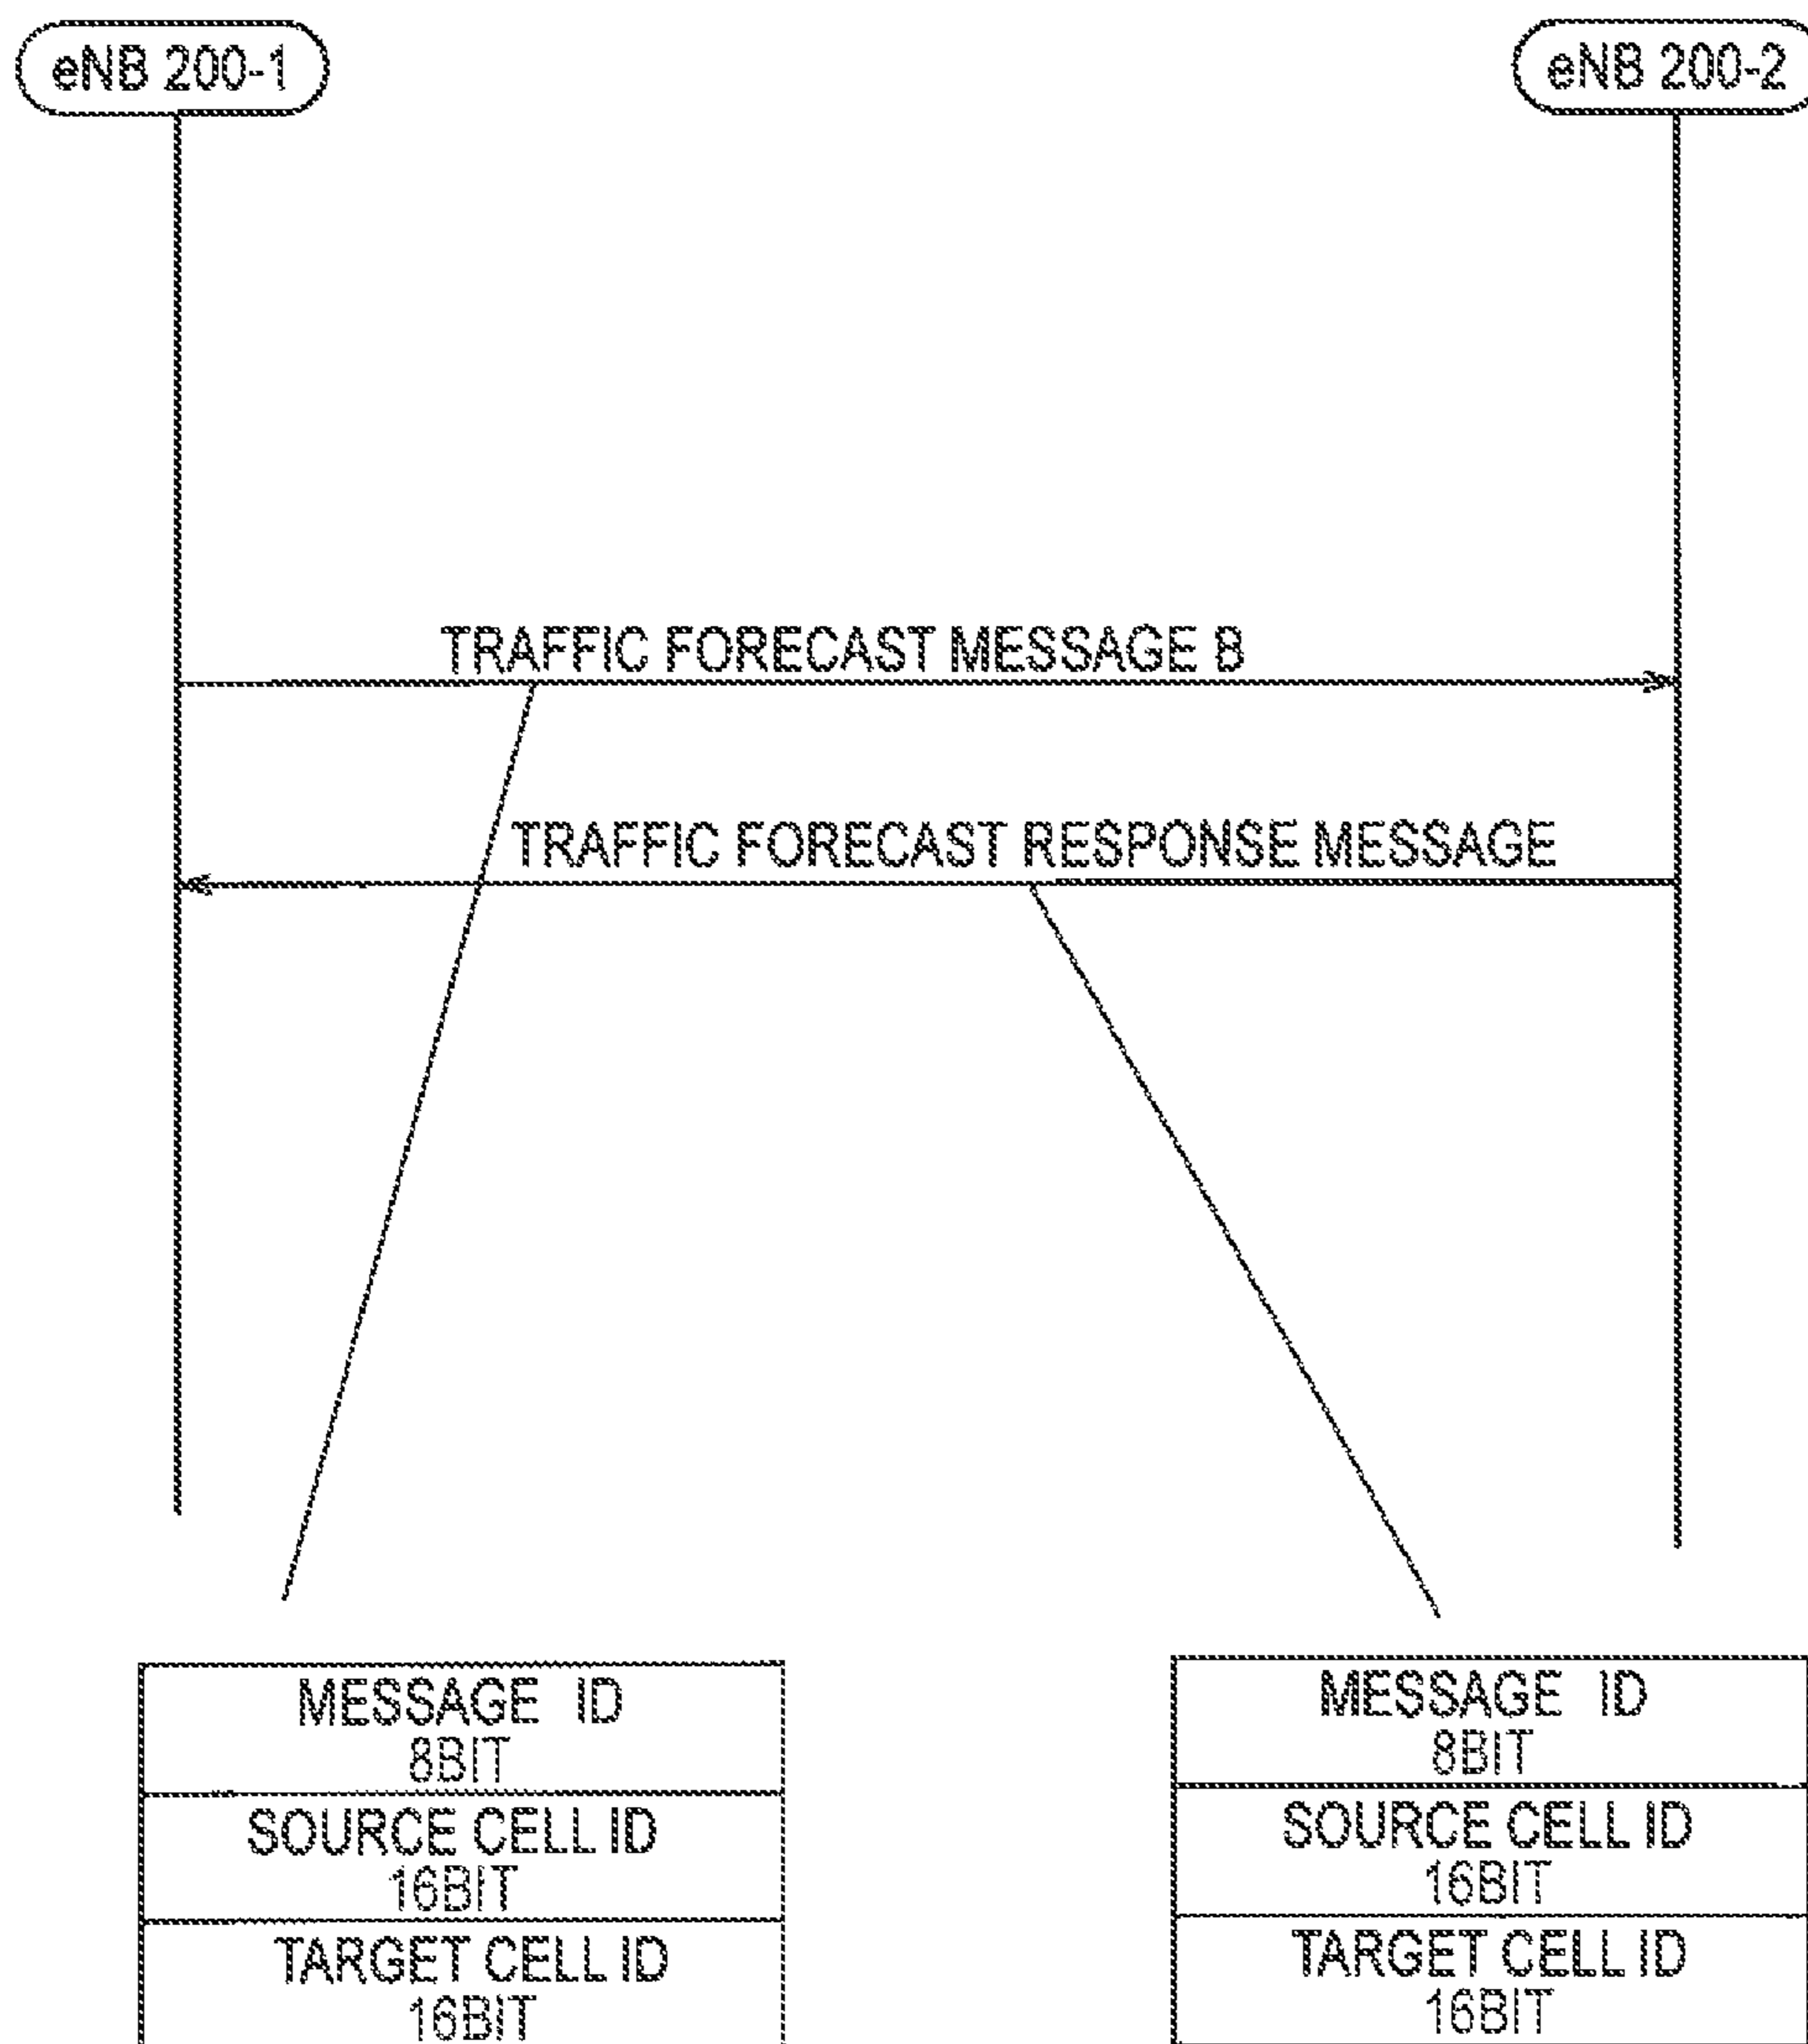 eNB 200-1
eNB 200-2
TRAFFIC FORECAST MESSAGE B
TRAFFIC FORECAST RESPONSE MESSAGE
MESSAGE ID
8BIT
SOURCE CELL ID
16BIT
TARGET CELL ID
16BIT
MESSAGE ID
8BIT
SOURCE CELL ID
16BIT
TARGET CELL ID
16BIT